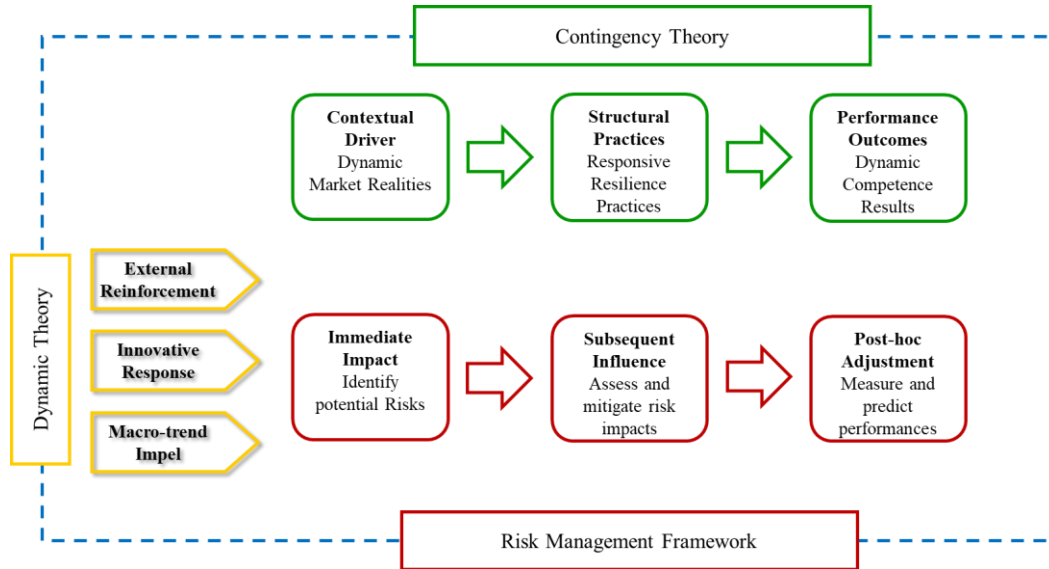 Contingency Theory
Contextual
Driver
Dynamic
Market Realities
Structural
Practices
Responsive
Resilience
Practices
Performance
Outcomes
Dynamic
Competence
Results
Dynamic Theory
External
Reinforcement
Innovative
Response
Macro-trend
Impel
Immediate
Impact
Identify
potential Risks
Subsequent
Influence
Assess and
mitigate risk
impacts
Post-hoc
Adjustment
Measure and
predict
performances
Risk Management Framework